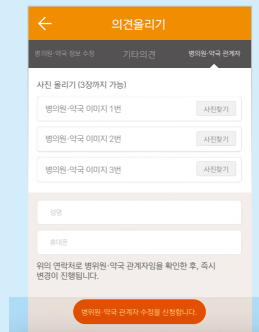 의견올리기
병의원·약국 정보 수정 기타의견 병의원·약국 관계자
사진 올리기 (3장까지 가능)
병의원·약국 이미지 1번 사진찾기
병의원·약국 이미지 2번 사진찾기
병의원·약국 이미지 3번 사진찾기
성명
휴대폰
위의 연락처로 병위원·약국 관계자임을 확인한 후, 즉시
변경이 진행됩니다.
병위원·약국 관계자 수정을 신청합니다.